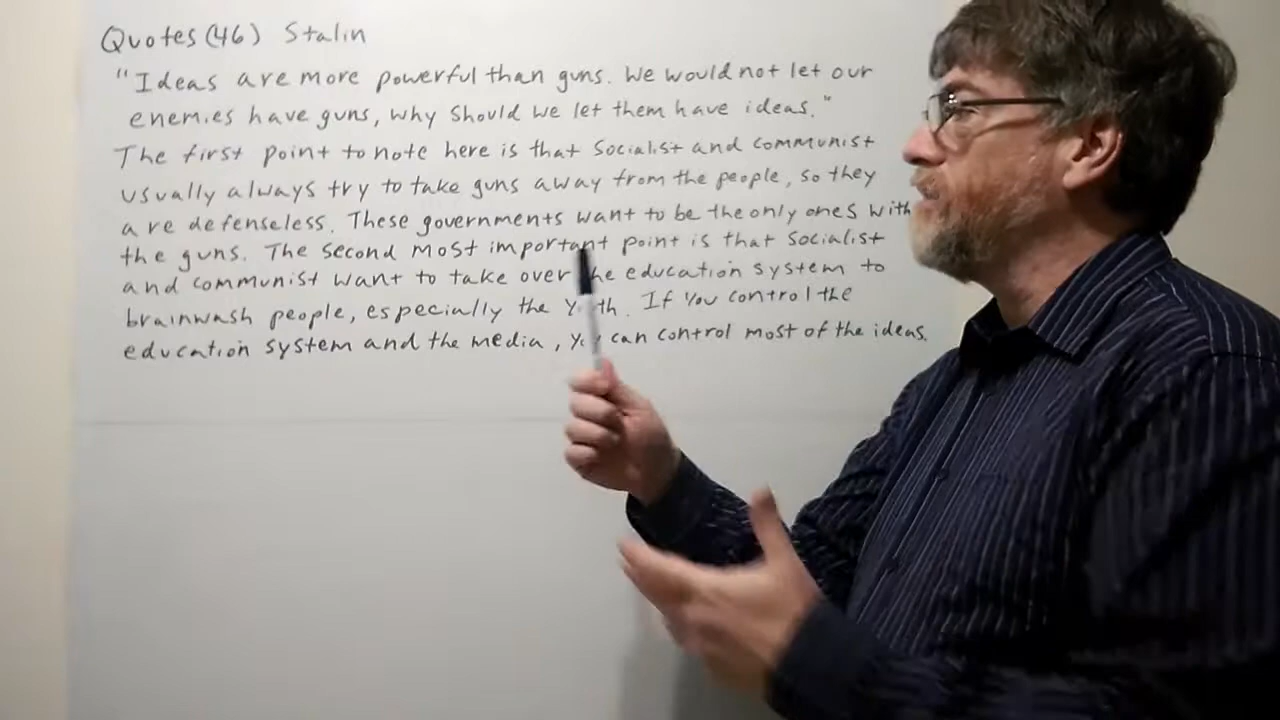 Quotes (46) Stalin
"Ideas are more powerful than guns. We would not let our
enemies have guns, why should we let them have ideas."
The first point to note here is that Socialist and communist
usually always try to take guns away from the people, so they
are defenseless. These governments want to be the only ones with
the guns. The second most important point is that Socialist
and communist want to take over the education system to
brainwash people, especially the . If you control the
education system and the media, you can control most of the ideas.